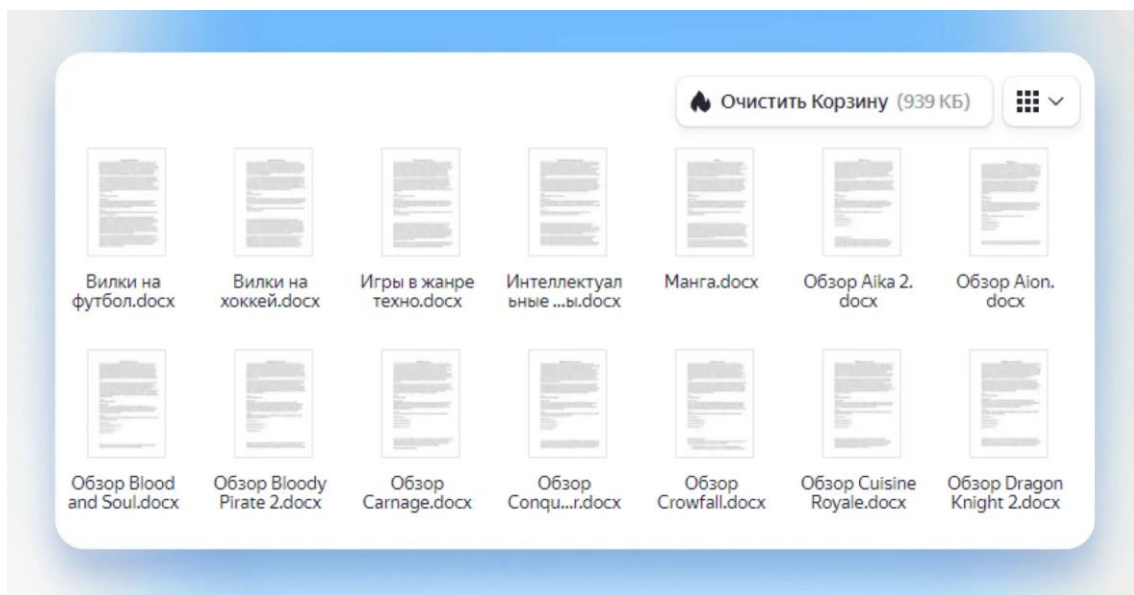 Очистить Корзину (939 КБ)
Вилки на
футбол.docx
Вилки на
хоккей.docx
Игры в жанре
техно.docx
Интеллектуал
ьные ...ы.docx
Манга.docx
Обзор Aika 2.
docx
Обзор Aion.
docx
Обзор Blood
and Soul.docx
Обзор Bloody
Pirate 2.docx
Обзор
Carnage.docx
Обзор
Conqu...r.docx
Обзор
Crowfall.docx
Обзор Cuisine
Royale.docx
Обзор Dragon
Knight 2.docx